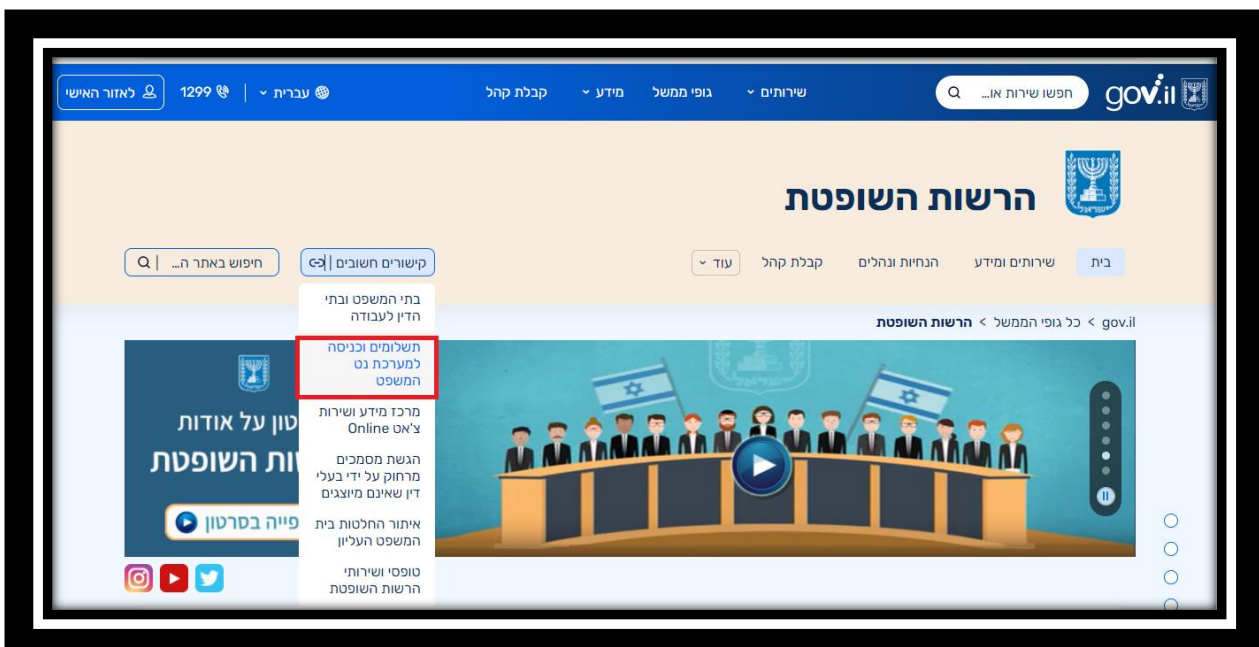 gov.il
חפשו שירות או...
שירותים
גופי ממשל
מידע
קבלת קהל
עברית
1299
לאזור האישי
הרשות השופטת
בית
שירותים ומידע
הנחיות ונהלים
קבלת קהל
עוד
קישורים חשובים
חיפוש באתר ה...
gov.il > כל גופי הממשל > הרשות השופטת
בתי המשפט ובתי
הדין לעבודה
תשלומים וכניסה
למערכת נט
המשפט
מרכז מידע ושירות
צ'אט Online
הגשת מסמכים
מרחוק על ידי בעלי
דין שאינם מיוצגים
איתור החלטות בית
המשפט העליון
טופסי ושירותי
הרשות השופטת
טון על אודות
ות השופטת
פייה בסרטון